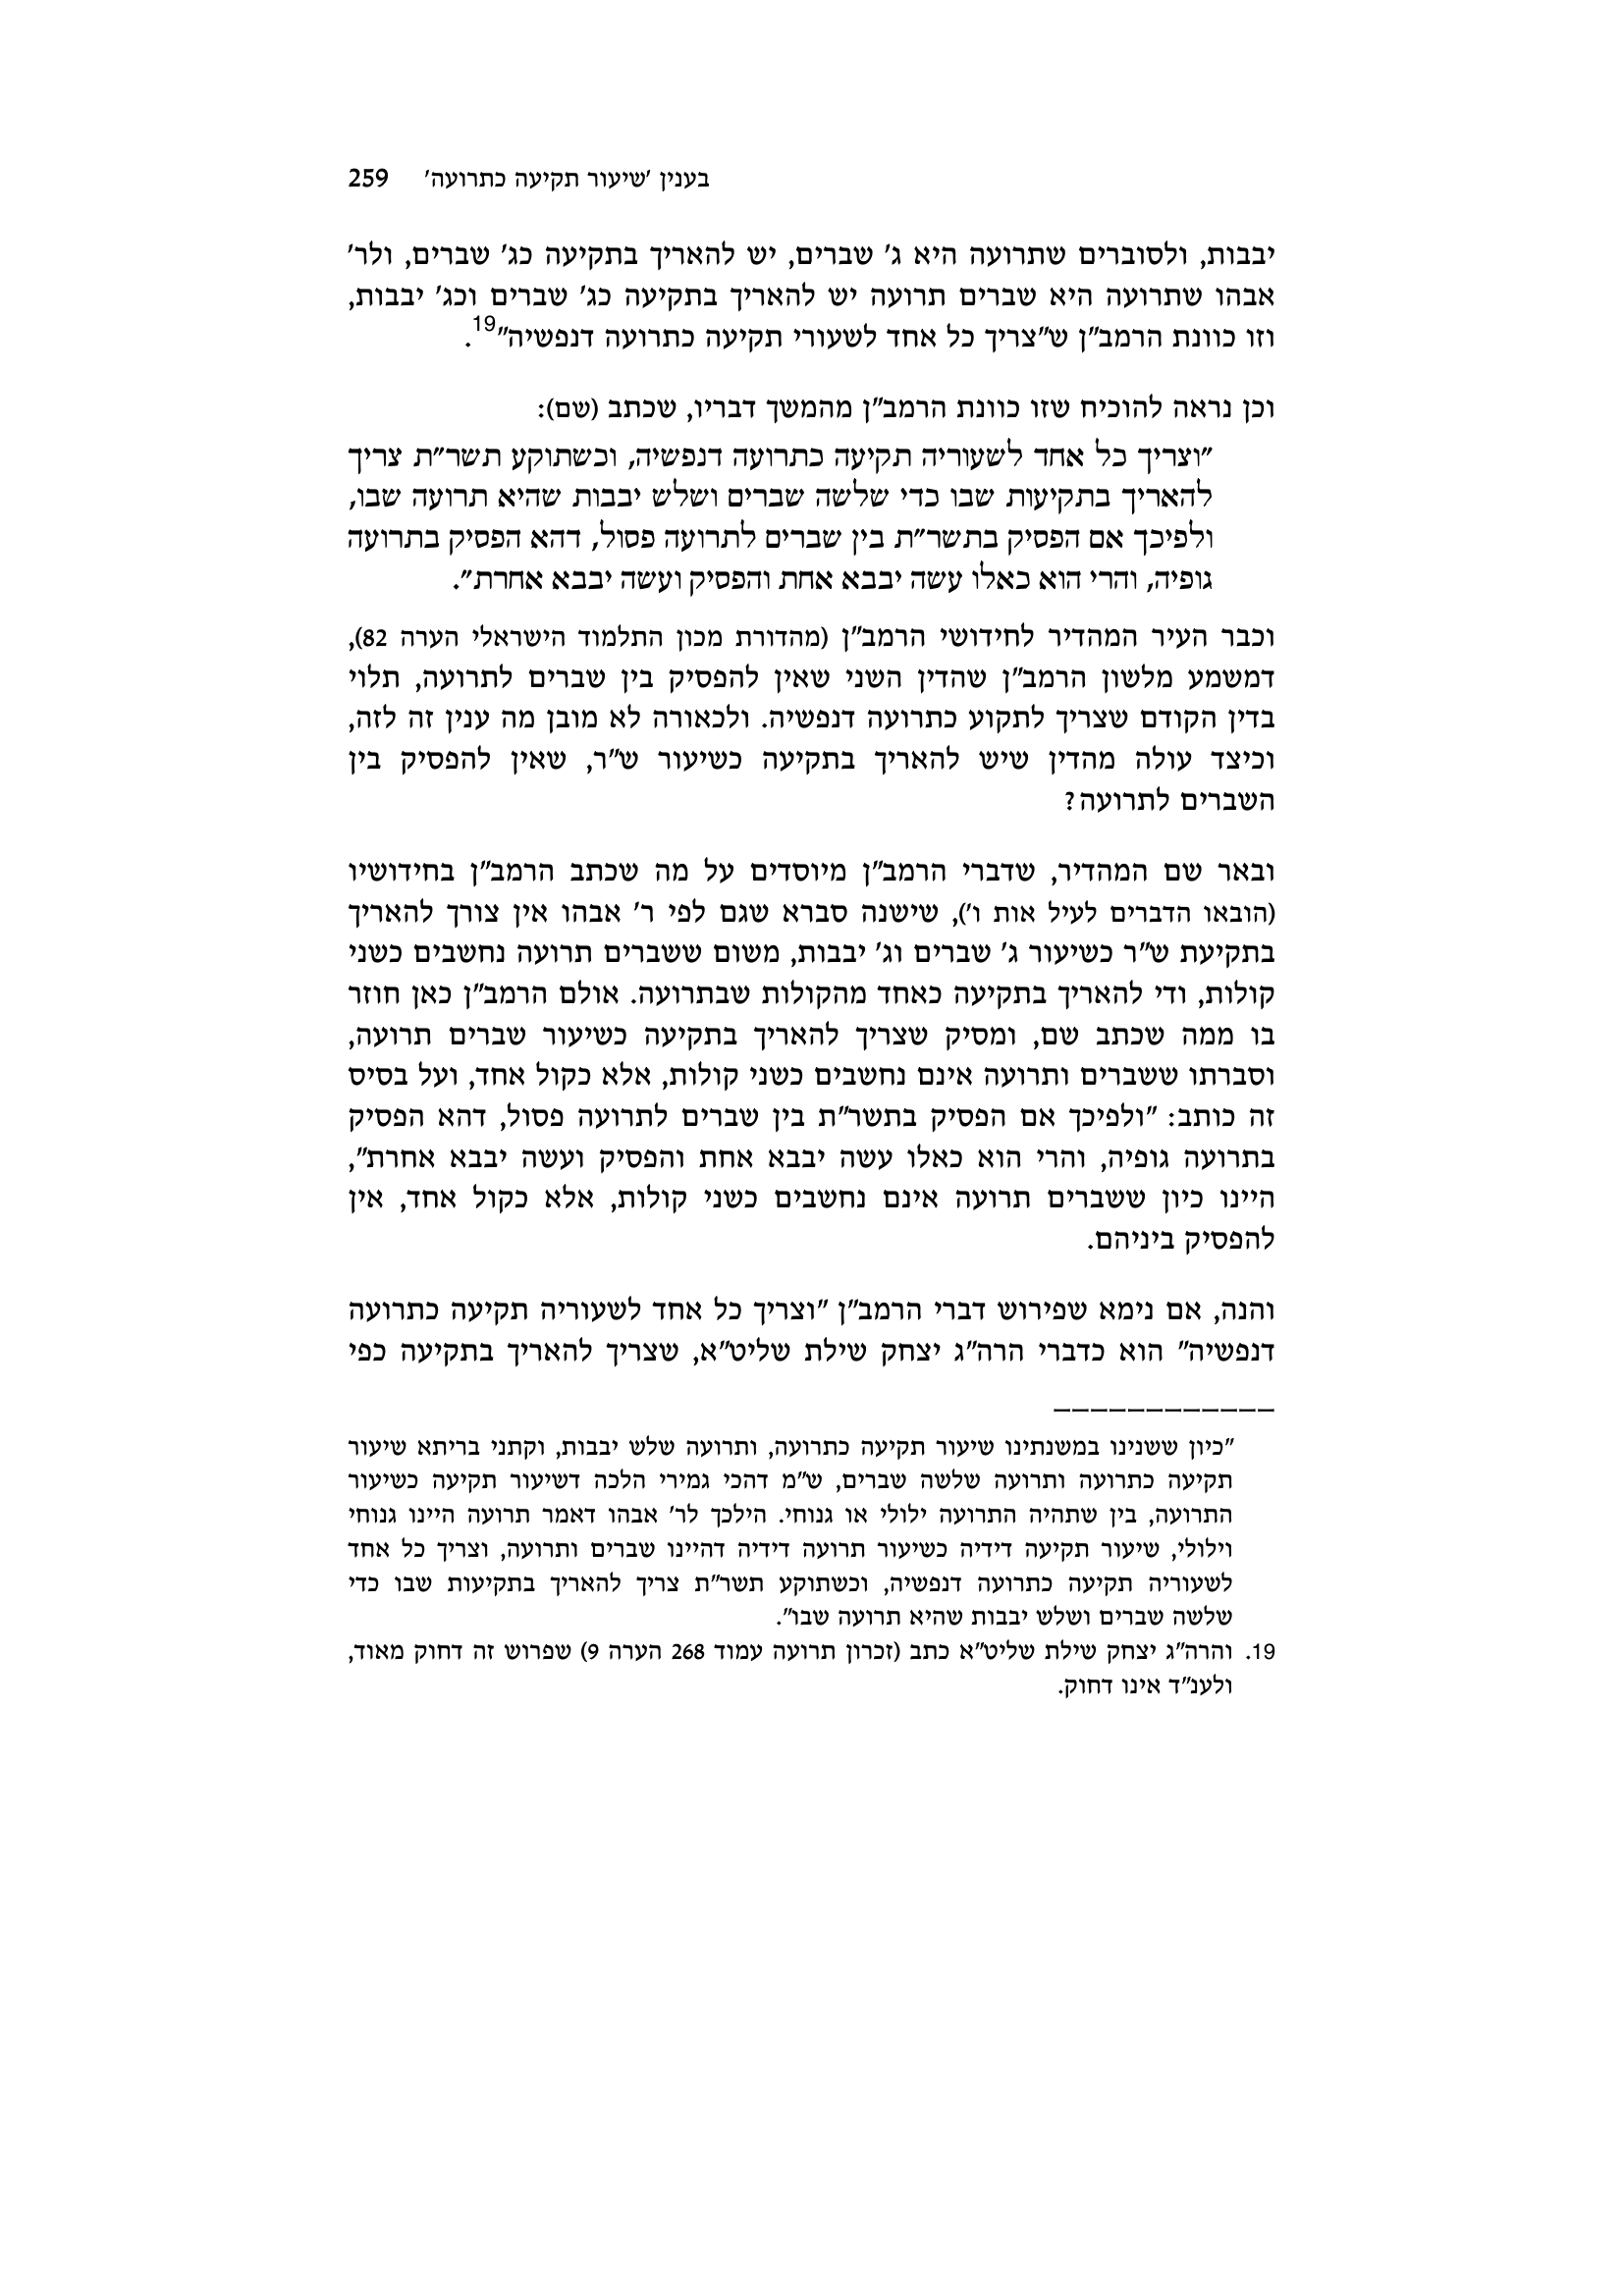 בענין 'שיעור תקיעה כתרועה' 259
יבבות, ולסוברים שתרועה היא ג' שברים, יש להאריך בתקיעה כג' שברים, ולר'
אבהו שתרועה היא שברים תרועה יש להאריך בתקיעה כג' שברים וכג' יבבות,
וזו כוונת הרמב"ן ש"צריך כל אחד לשעורי תקיעה כתרועה דנפשיה"19.
וכן נראה להוכיח שזו כוונת הרמב"ן מהמשך דבריו, שכתב (שם):
"וצריך כל אחד לשעוריה תקיעה כתרועה דנפשיה, וכשתוקע תשר"ת צריך
להאריך בתקיעות שבו כדי שלשה שברים ושלש יבבות שהיא תרועה שבו,
ולפיכך אם הפסיק בתשר"ת בין שברים לתרועה פסול, דהא הפסיק בתרועה
גופיה, והרי הוא כאלו עשה יבבא אחת והפסיק ועשה יבבא אחרת".
וכבר העיר המהדיר לחידושי הרמב"ן (מהדורת מכון התלמוד הישראלי הערה 82),
דמשמע מלשון הרמב"ן שהדין השני שאין להפסיק בין שברים לתרועה, תלוי
בדין הקודם שצריך לתקוע כתרועה דנפשיה. ולכאורה לא מובן מה ענין זה לזה,
וכיצד עולה מהדין שיש להאריך בתקיעה כשיעור ש"ר, שאין להפסיק בין
השברים לתרועה?
ובאר שם המהדיר, שדברי הרמב"ן מיוסדים על מה שכתב הרמב"ן בחידושיו
(הובאו הדברים לעיל אות ו'), שישנה סברא שגם לפי ר' אבהו אין צורך להאריך
בתקיעת ש"ר כשיעור ג' שברים וג' יבבות, משום ששברים תרועה נחשבים כשני
קולות, ודי להאריך בתקיעה כאחד מהקולות שבתרועה. אולם הרמב"ן כאן חוזר
בו ממה שכתב שם, ומסיק שצריך להאריך בתקיעה כשיעור שברים תרועה,
וסברתו ששברים ותרועה אינם נחשבים כשני קולות, אלא כקול אחד, ועל בסיס
זה כותב: "ולפיכך אם הפסיק בתשר"ת בין שברים לתרועה פסול, דהא הפסיק
בתרועה גופיה, והרי הוא כאלו עשה יבבא אחת והפסיק ועשה יבבא אחרת",
היינו כיון ששברים תרועה אינם נחשבים כשני קולות, אלא כקול אחד, אין
להפסיק ביניהם.
והנה, אם נימא שפירוש דברי הרמב"ן "וצריך כל אחד לשעוריה תקיעה כתרועה
דנפשיה" הוא כדברי הרה"ג יצחק שילת שליט"א, שצריך להאריך בתקיעה כפי
"כיון ששנינו במשנתינו שיעור תקיעה כתרועה, ותרועה שלש יבבות, וקתני בריתא שיעור
תקיעה כתרועה ותרועה שלשה שברים, ש"מ דהכי גמירי הלכה דשיעור תקיעה כשיעור
התרועה, בין שתהיה התרועה ילולי או גנוחי. הילכך לר' אבהו דאמר תרועה היינו גנוחי
וילולי, שיעור תקיעה דידיה כשיעור תרועה דידיה דהיינו שברים ותרועה, וצריך כל אחד
לשעוריה תקיעה כתרועה דנפשיה, וכשתוקע תשר"ת צריך להאריך בתקיעות שבו כדי
שלשה שברים ושלש יבבות שהיא תרועה שבו".
19. והרה"ג יצחק שילת שליט"א כתב (זכרון תרועה עמוד 268 הערה 9) שפרוש זה דחוק מאוד,
ולענ"ד אינו דחוק.